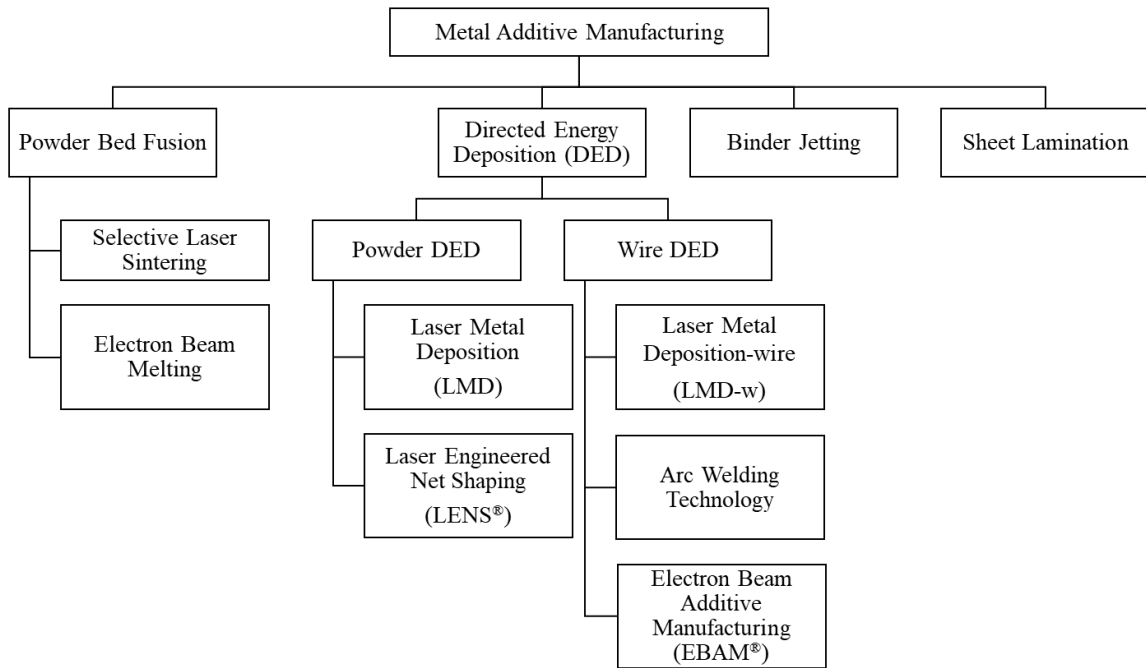 Metal Additive Manufacturing
Powder Bed Fusion
Directed Energy
Deposition (DED)
Binder Jetting
Sheet Lamination
Selective Laser
Sintering
Electron Beam
Melting
Powder DED
Wire DED
Laser Metal
Deposition
(LMD)
Laser Engineered
Net Shaping
(LENS®)
Laser Metal
Deposition-wire
(LMD-w)
Arc Welding
Technology
Electron Beam
Additive
Manufacturing
(EBAM®)